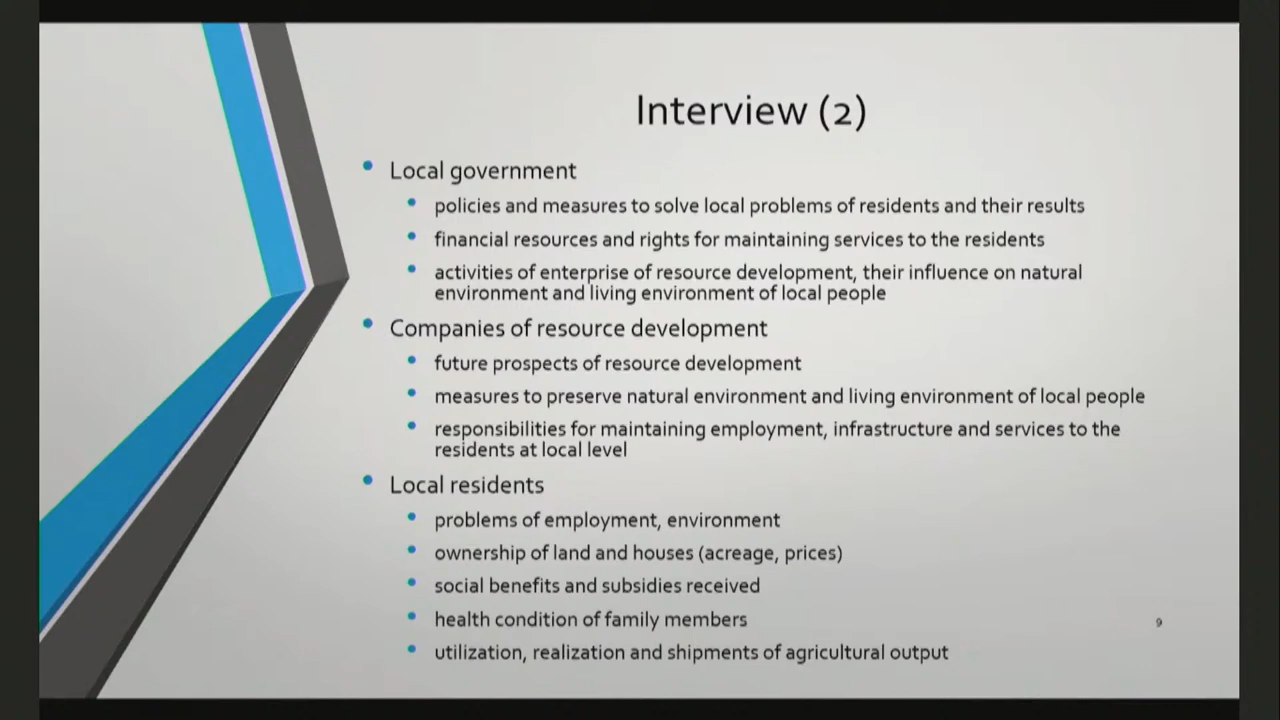 Interview (2)
• Local government
• policies and measures to solve local problems of residents and their results
• financial resources and rights for maintaining services to the residents
• activities of enterprise of resource development, their influence on natural
environment and living environment of local people
• Companies of resource development
• future prospects of resource development
• measures to preserve natural environment and living environment of local people
• responsibilities for maintaining employment, infrastructure and services to the
residents at local level
• Local residents
• problems of employment, environment
• ownership of land and houses (acreage, prices)
• social benefits and subsidies received
• health condition of family members
• utilization, realization and shipments of agricultural output
9